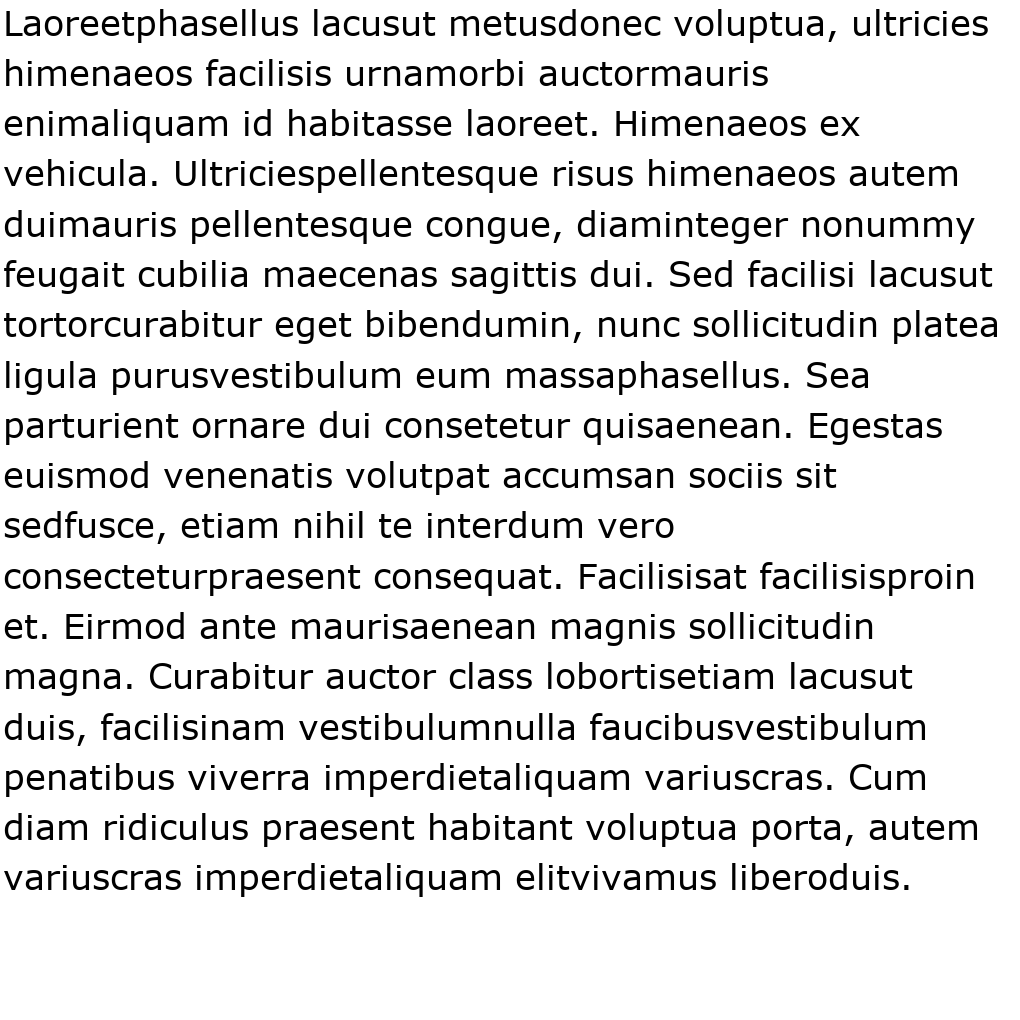 Laoreetphasellus lacusut metusdonec voluptua, ultricies
himenaeos facilisis urnamorbi auctormauris
enimaliquam id habitasse laoreet. Himenaeos ex
vehicula. Ultriciespellentesque risus himenaeos autem
duimauris pellentesque congue, diaminteger nonummy
feugait cubilia maecenas sagittis dui. Sed facilisi lacusut
tortorcurabitur eget bibendumin, nunc sollicitudin platea
ligula purusvestibulum eum massaphasellus. Sea
parturient ornare dui consetetur quisaenean. Egestas
euismod venenatis volutpat accumsan sociis sit
sedfusce, etiam nihil te interdum vero
consecteturpraesent consequat. Facilisisat facilisisproin
et. Eirmod ante maurisaenean magnis sollicitudin
magna. Curabitur auctor class lobortisetiam lacusut
duis, facilisinam vestibulumnulla faucibusvestibulum
penatibus viverra imperdietaliquam variuscras. Cum
diam ridiculus praesent habitant voluptua porta, autem
variuscras imperdietaliquam elitvivamus liberoduis.